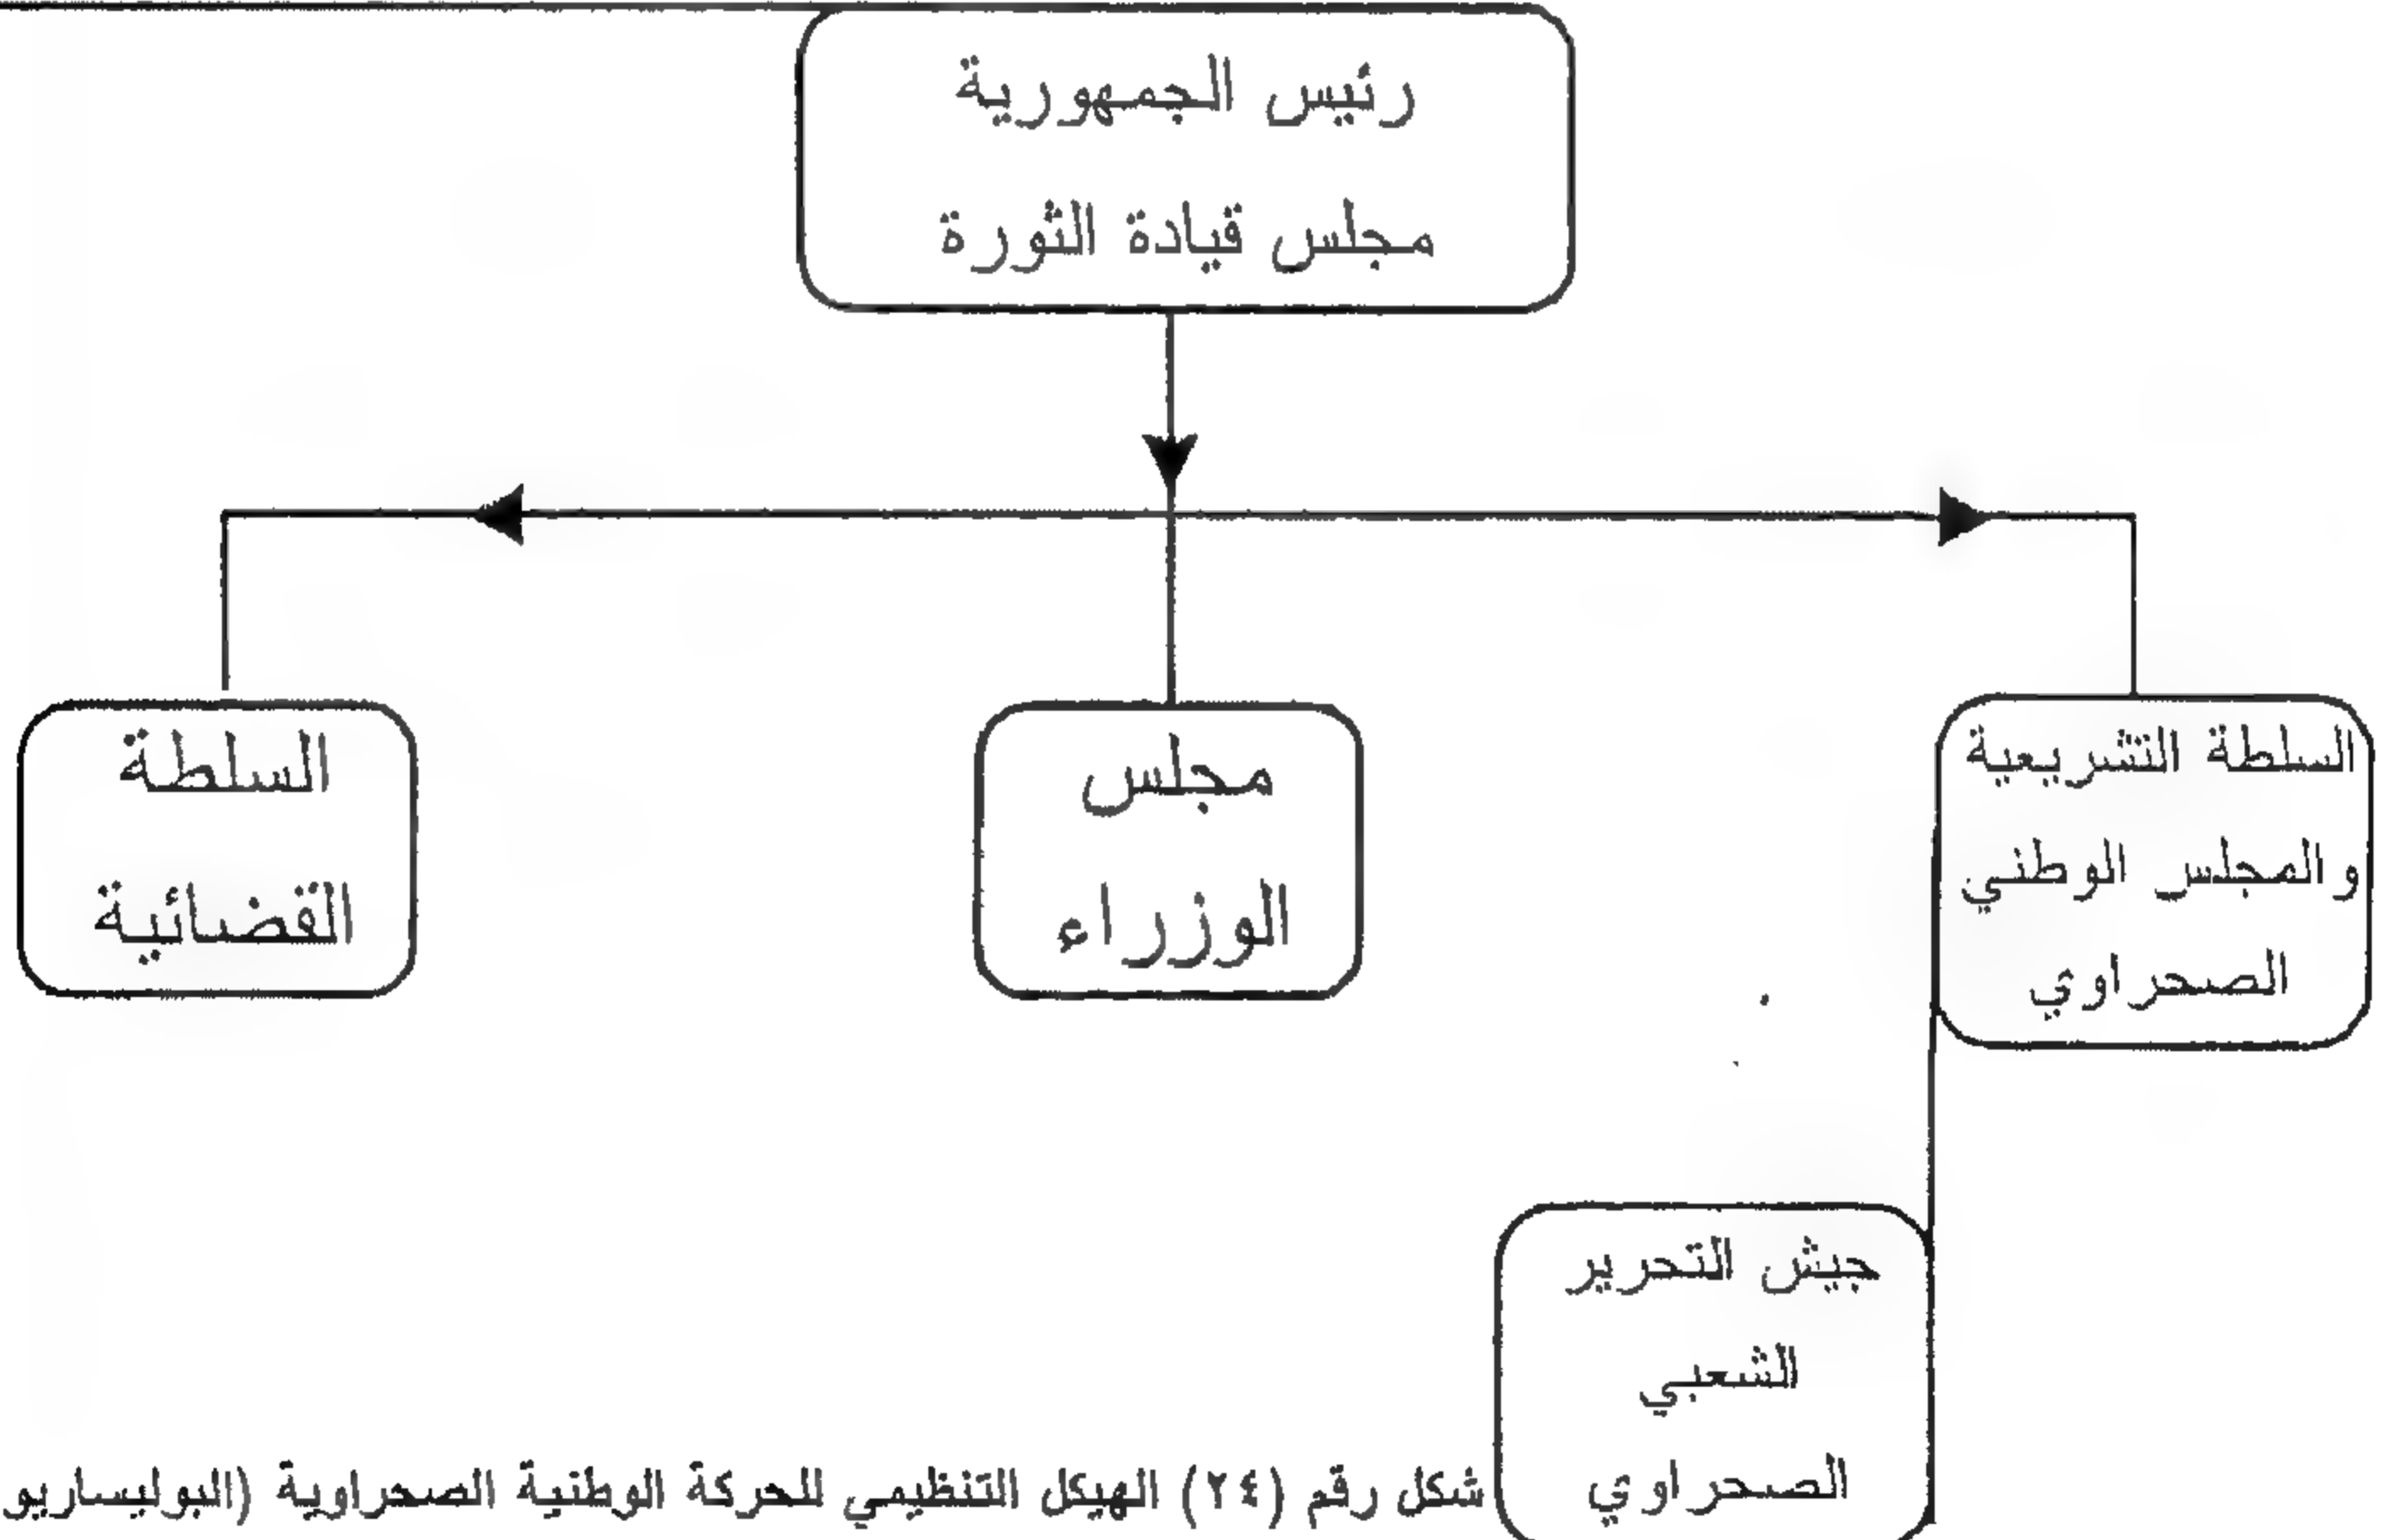 رئيس الجمهورية
مجلس قيادة الثورة
السلطة التشريعية
والمجلس الوطني
الصحراوي
مجلس
الوزراء
السلطة
القضائية
جيش التحرير
الشعبي
الصحراوي
شكل رقم (٢٤) الهيكل التنظيمي للحركة الوطنية الصحراوية (البوليساريو